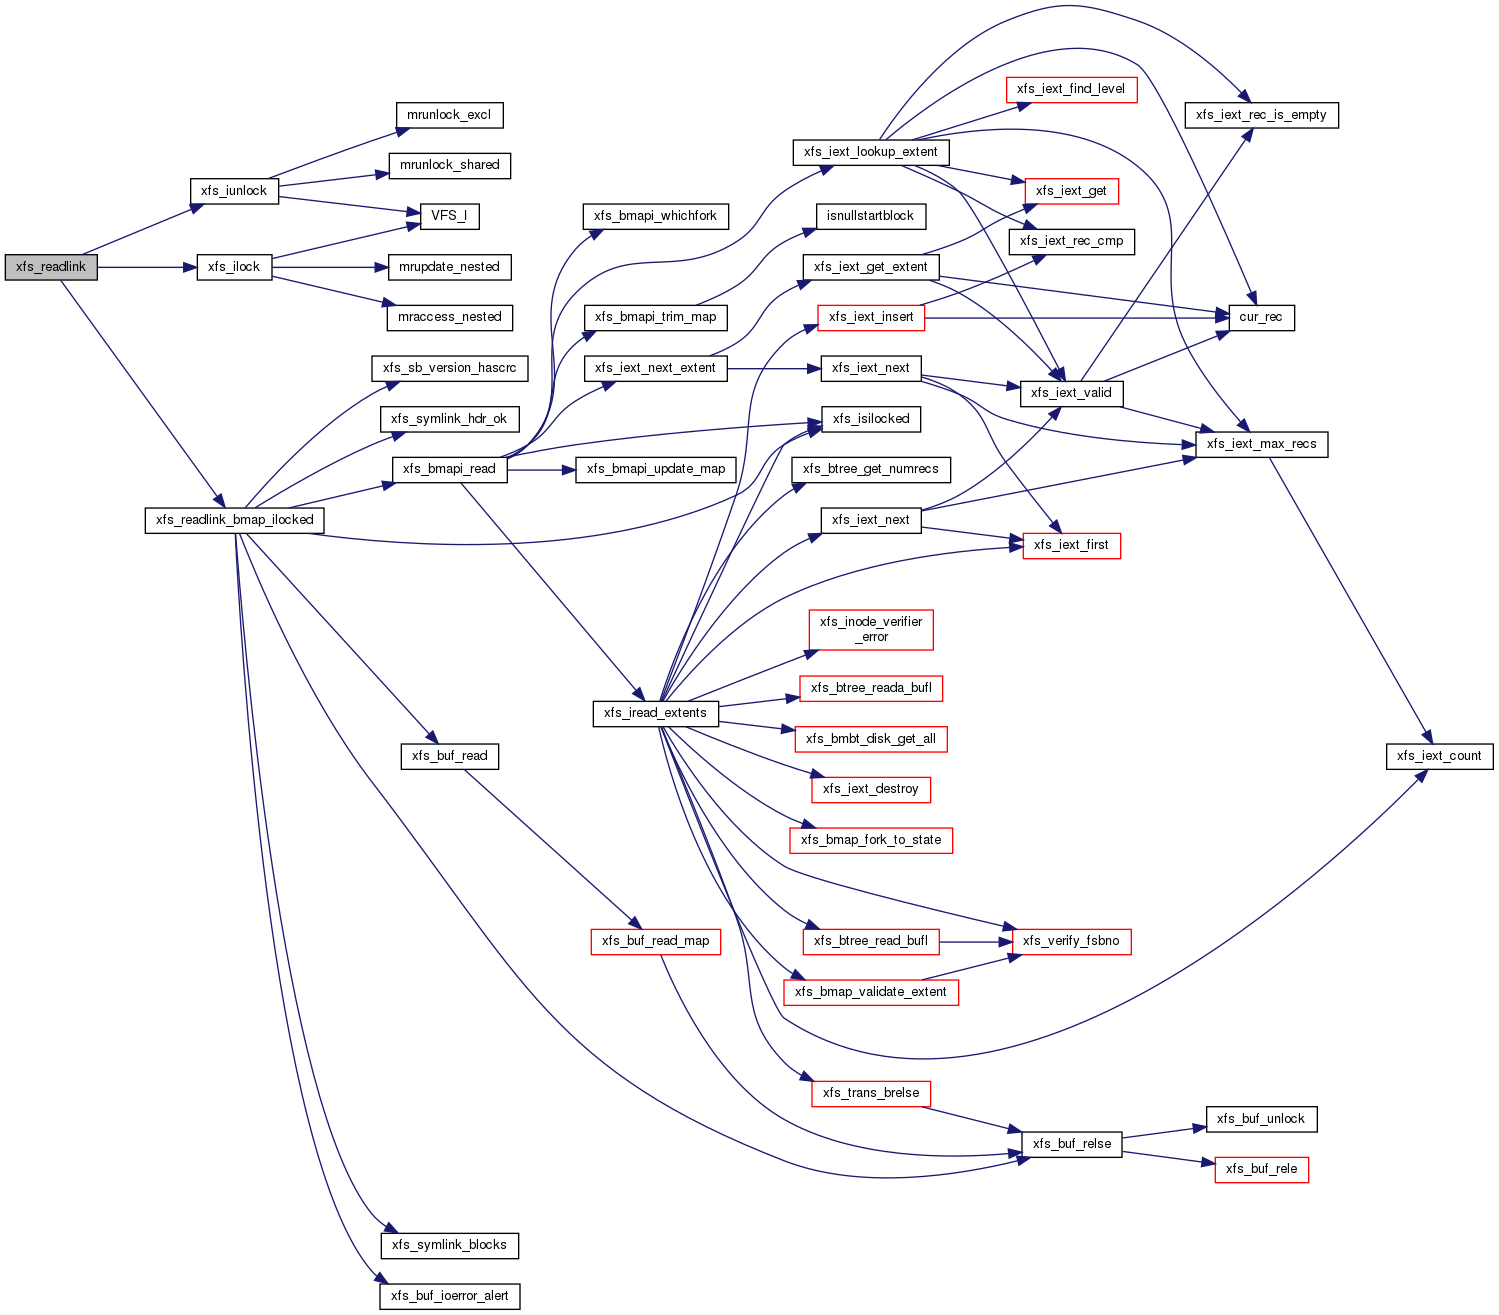 xfs_readlink
xfs_iunlock
xfs_ilock
xfs_readlink_bmap_ilocked
mrunlock_excl
mrunlock_shared
VFS_I
mrupdate_nested
mraccess_nested
xfs_sb_version_hascrc
xfs_symlink_hdr_ok
xfs_bmapi_read
xfs_buf_read
xfs_symlink_blocks
xfs_buf_ioerror_alert
xfs_bmapi_whichfork
xfs_bmapi_trim_map
xfs_iext_next_extent
xfs_bmapi_update_map
xfs_iread_extents
xfs_buf_read_map
xfs_iext_lookup_extent
isnullstartblock
xfs_iext_get_extent
xfs_iext_insert
xfs_iext_next
xfs_isilocked
xfs_btree_get_numrecs
xfs_iext_next
xfs_inode_verifier
_error
xfs_btree_reada_bufl
xfs_bmbt_disk_get_all
xfs_iext_destroy
xfs_bmap_fork_to_state
xfs_btree_read_bufl
xfs_bmap_validate_extent
xfs_trans_brelse
xfs_iext_find_level
xfs_iext_get
xfs_iext_rec_cmp
xfs_iext_valid
xfs_iext_first
xfs_verify_fsbno
xfs_buf_relse
xfs_iext_rec_is_empty
cur_rec
xfs_iext_max_recs
xfs_buf_unlock
xfs_buf_rele
xfs_iext_count